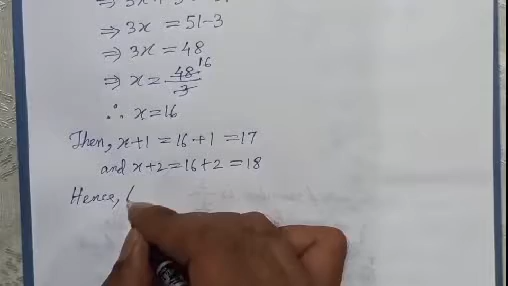 ⇒ 3x = 51-3
⇒ 3x = 48
⇒ x = 48/3 16
∴ x=16
Then, x+1 = 16+1 =17
and x+2=16+2 =18
Hence, (